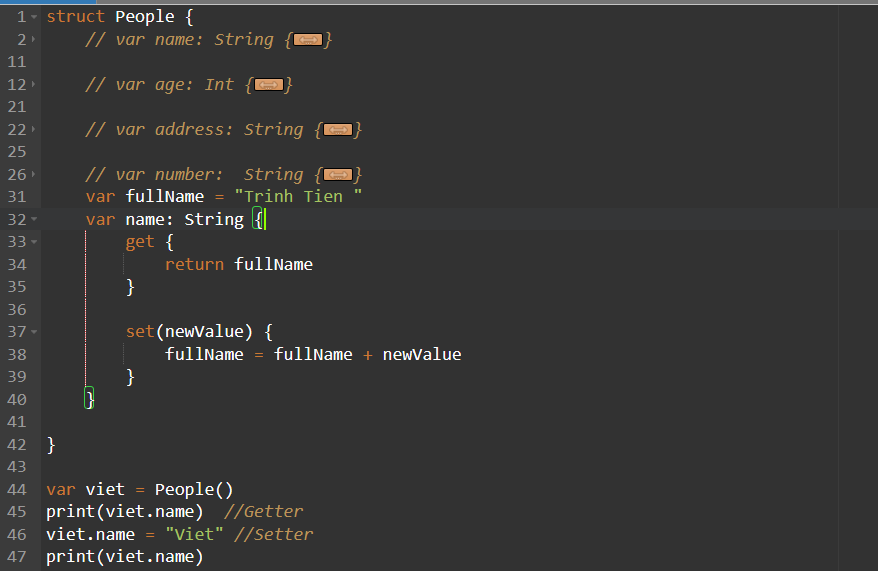 1 struct People {
2 // var name: String {}
11
12 // var age: Int {}
21
22 // var address: String {}
25
26 // var number:  String {}
31 var fullName = "Trinh Tien "
32 var name: String {
33 get {
34 return fullName
35 }
36
37 set(newValue) {
38 fullName = fullName + newValue
39 }
40 }
41
42 }
43
44 var viet = People()
45 print(viet.name)  //Getter
46 viet.name = "Viet" //Setter
47 print(viet.name)